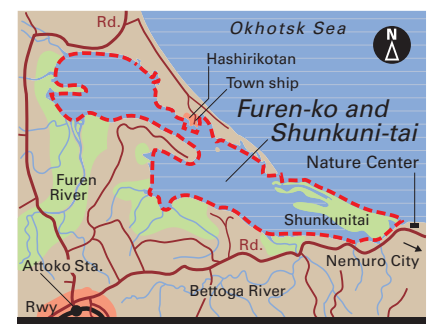 Rd.
Okhotsk Sea
N
Hashirikotan
Town ship
Furen-ko and
Shunkuni-tai
Nature Center
Furen
River
Shunkunitai
Rd.
Nemuro City
Attoko Sta.
Bettoga River
Rwy